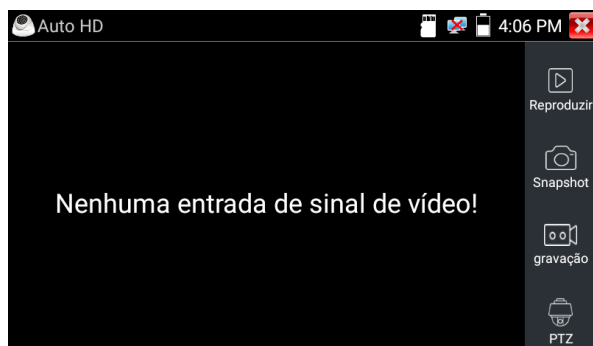 Auto HD
4:06 PM
Reproduzir
Snapshot
Nenhuma entrada de sinal de vídeo!
gravação
PTZ